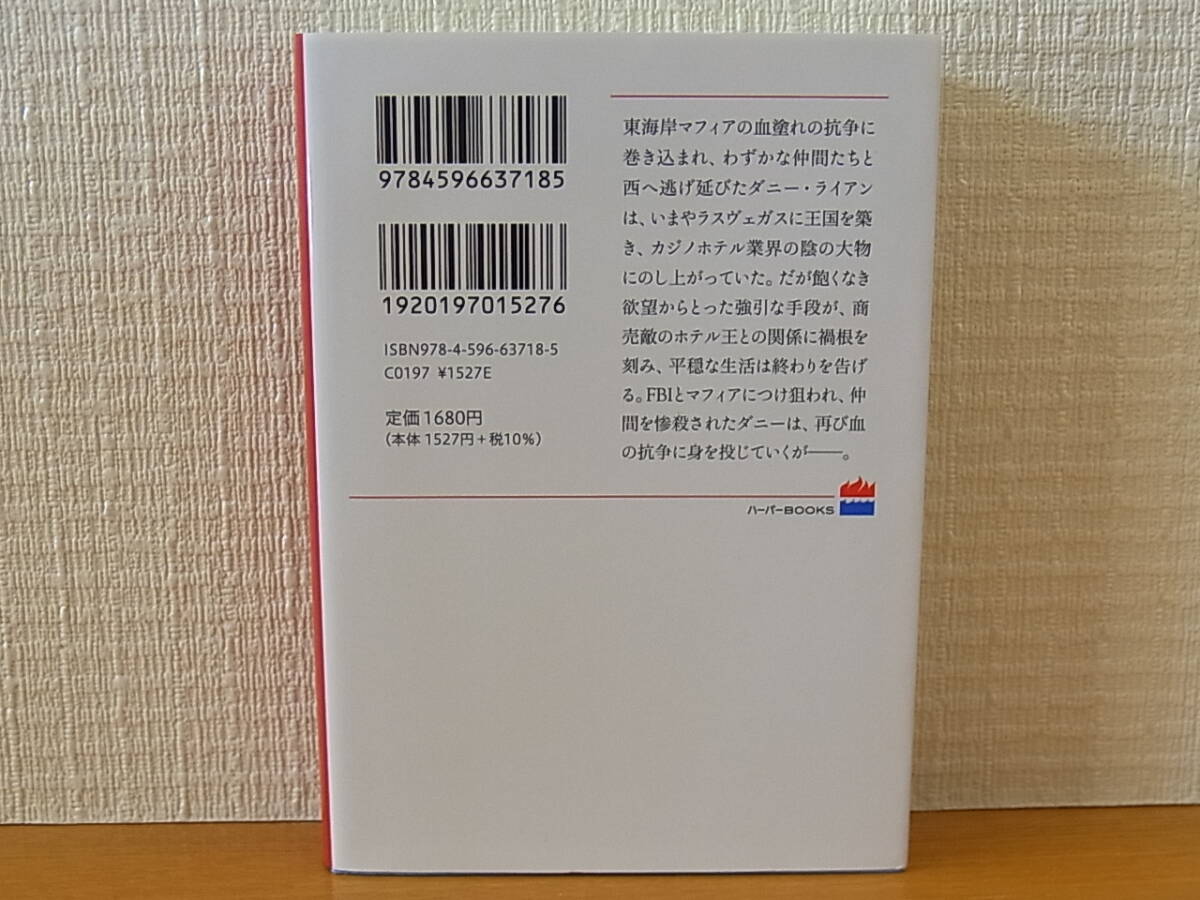 9784596637185
1920197015276
ISBN978-4-596-63718-5
C0197 ¥1527E
定価1680円
（本体 1527円+税10%）
東海岸マフィアの血塗れの抗争に
巻き込まれ、わずかな仲間たちと
西へ逃げ延びたダニー・ライアン
は、いまやラスヴェガスに王国を築
き、カジノホテル業界の陰の大物
にのし上がっていた。だが飽くなき
欲望からとった強引な手段が、商
売敵のホテル王との関係に禍根を
刻み、平穏な生活は終わりを告げ
る。FBIとマフィアにつけ狙われ、仲
間を惨殺されたダニーは、再び血
の抗争に身を投じていくが――。
ハーパーBOOKS